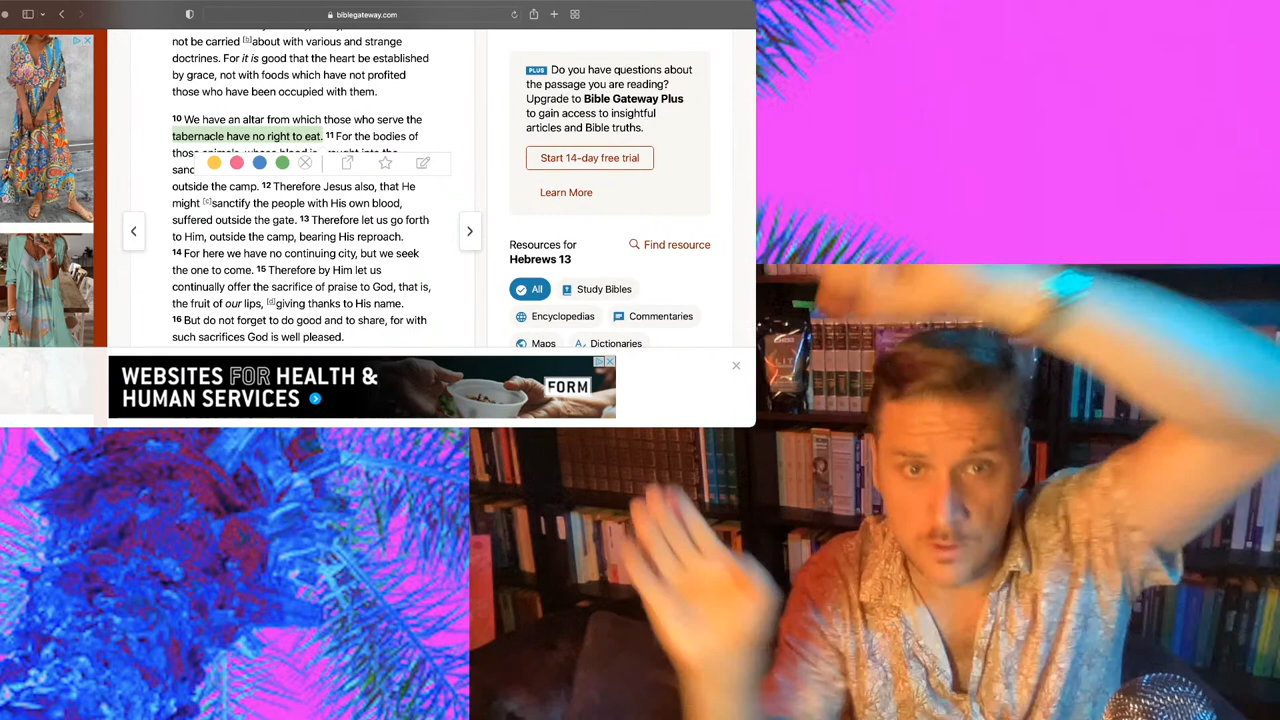 biblegateway.com
not be carried [b]about with various and strange
doctrines. For it is good that the heart be established
by grace, not with foods which have not profited
those who have been occupied with them.
10 We have an altar from which those who serve the
tabernacle have no right to eat. 11 For the bodies of
outside the camp. 12 Therefore Jesus also, that He
might [c]sanctify the people with His own blood,
suffered outside the gate. 13 Therefore let us go forth
to Him, outside the camp, bearing His reproach.
14 For here we have no continuing city, but we seek
the one to come. 15 Therefore by Him let us
continually offer the sacrifice of praise to God, that is,
the fruit of our lips, [d]giving thanks to His name.
16 But do not forget to do good and to share, for with
such sacrifices God is well pleased.
PLUS Do you have questions about
the passage you are reading?
Upgrade to Bible Gateway Plus
to gain access to insightful
articles and Bible truths.
Start 14-day free trial
Learn More
Resources for
Hebrews 13
Find resource
All Study Bibles
Encyclopedias Commentaries
Maps Dictionaries
WEBSITES FOR HEALTH &
HUMAN SERVICES
FORM